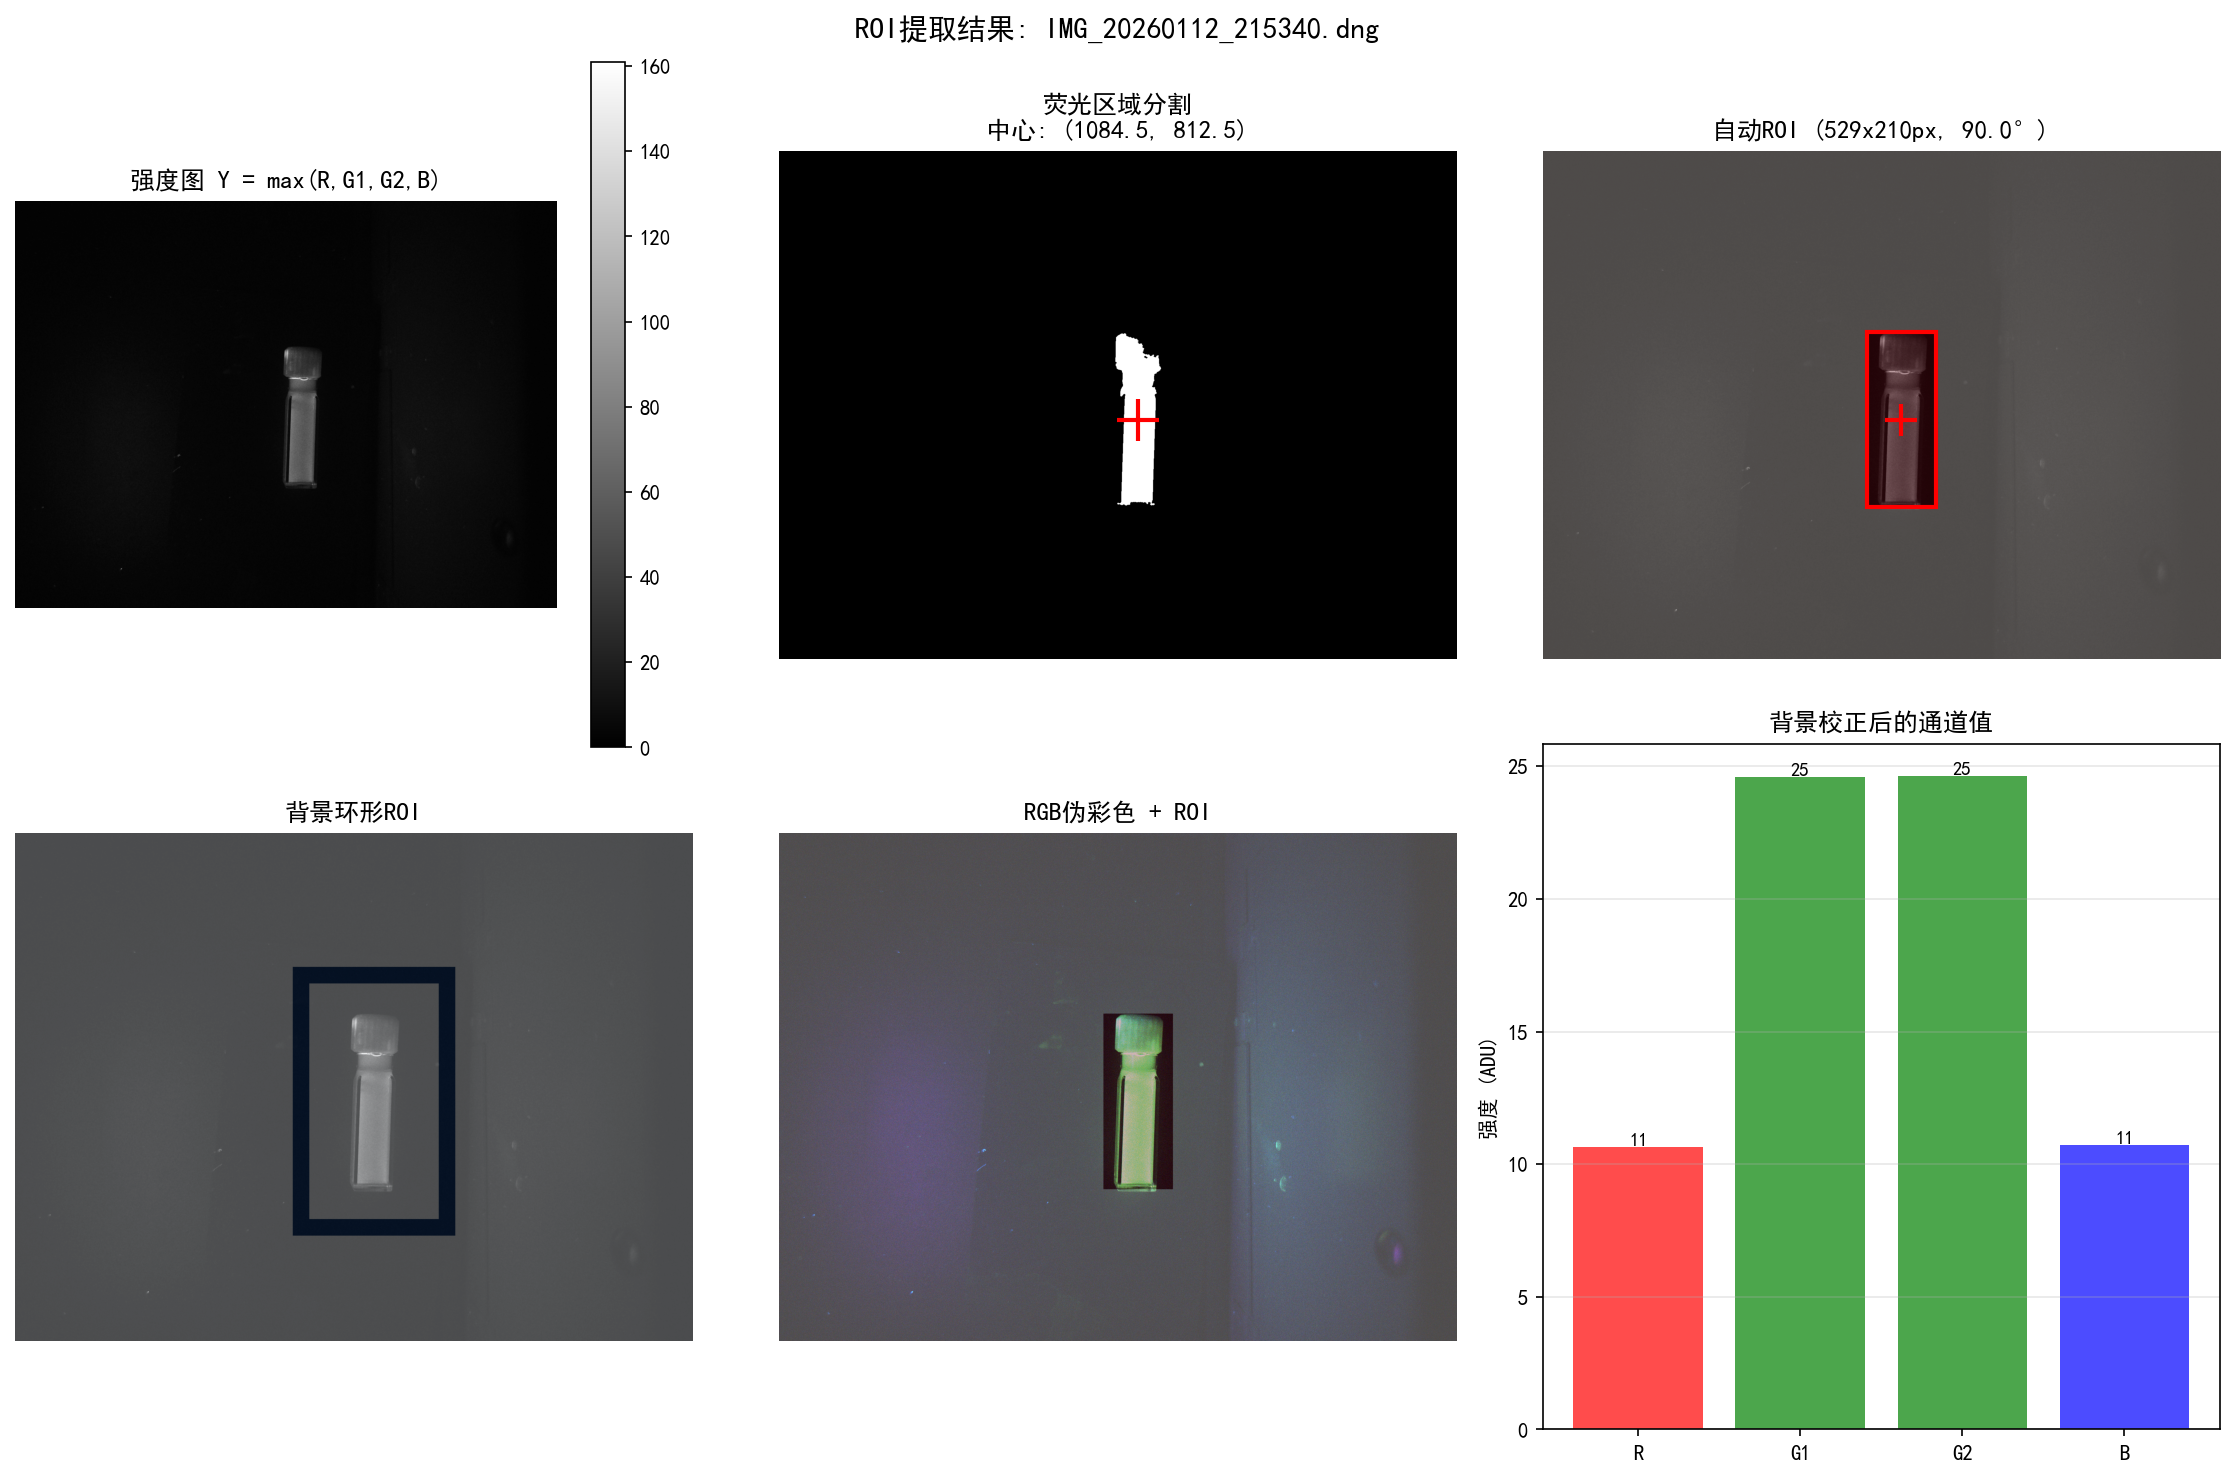 ROI提取结果: IMG_20260112_215340.dng
强度图 Y = max(R,G1,G2,B)
160
140
120
100
80
60
40
20
0
荧光区域分割
中心: (1084.5, 812.5)
自动ROI (529x210px, 90.0°)
背景环形ROI
RGB伪彩色 + ROI
背景校正后的通道值
强度 (ADU)
25
20
15
10
5
0
11
25
25
11
R
G1
G2
B